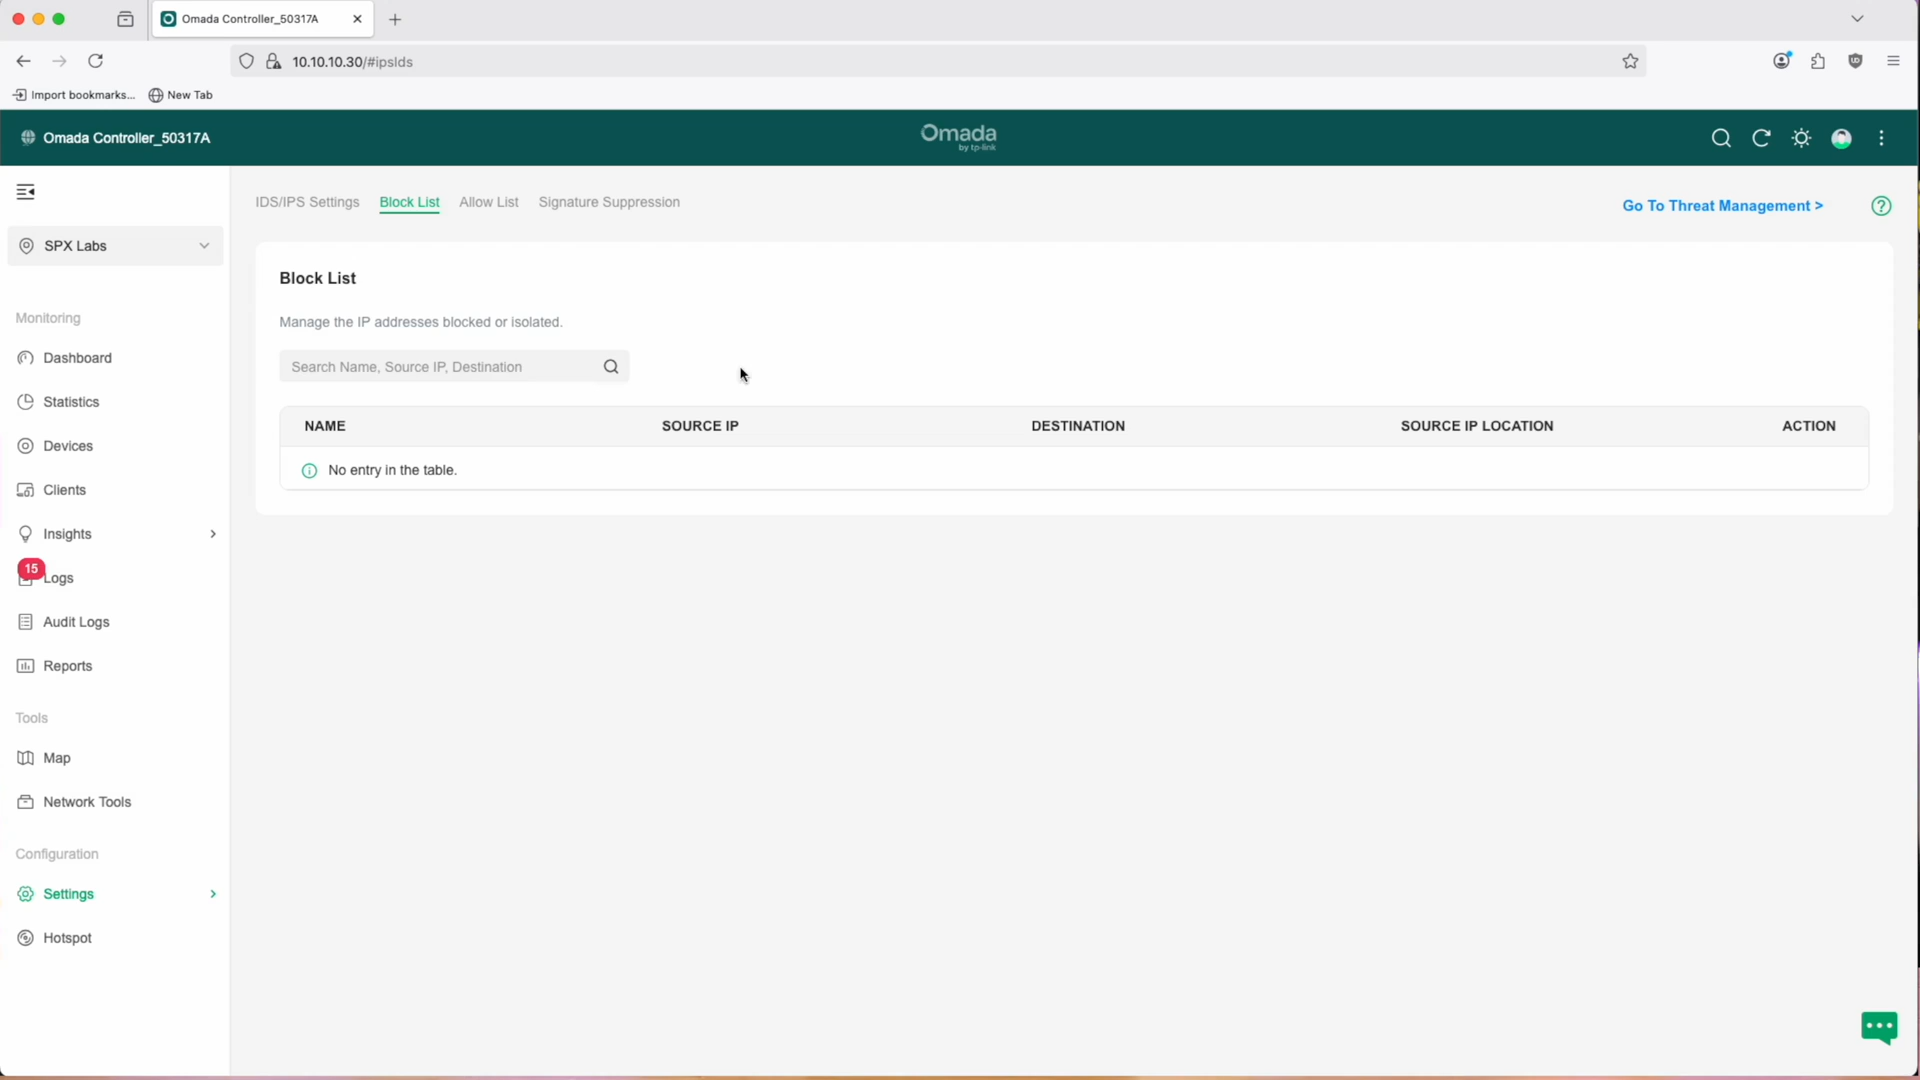 Omada Controller_50317A
10.10.10.30/#ipsIds
Import bookmarks...
New Tab
Omada Controller_50317A
Omada
by tp-link
IDS/IPS Settings
Block List
Allow List
Signature Suppression
Go To Threat Management >
SPX Labs
Monitoring
Dashboard
Statistics
Devices
Clients
Insights
15
Logs
Audit Logs
Reports
Tools
Map
Network Tools
Configuration
Settings
Hotspot
Block List
Manage the IP addresses blocked or isolated.
Search Name, Source IP, Destination
NAME SOURCE IP DESTINATION SOURCE IP LOCATION ACTION
No entry in the table.